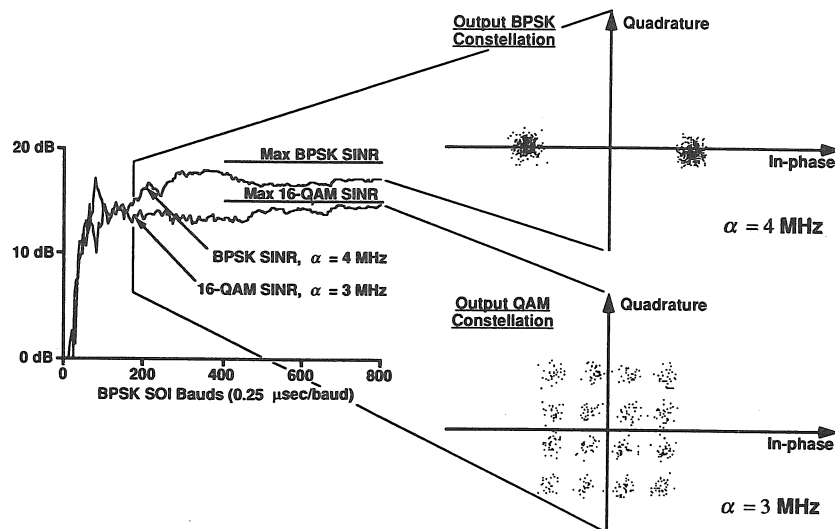 Output BPSK
Constellation
Quadrature
In-phase
α = 4 MHz
20 dB
10 dB
0 dB
Max BPSK SINR
Max 16-QAM SINR
BPSK SINR, α = 4 MHz
16-QAM SINR, α = 3 MHz
0
200
400
600
800
BPSK SOI Bauds (0.25 μsec/baud)
Output QAM
Constellation
Quadrature
In-phase
α = 3 MHz